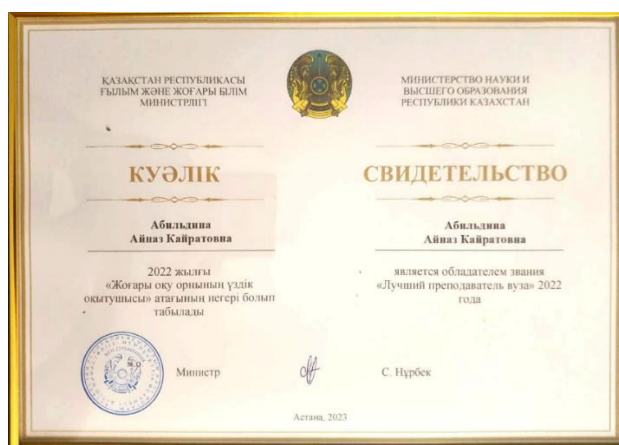 ҚАЗАҚСТАН РЕСПУБЛИКАСЫ
ҒЫЛЫМ ЖӘНЕ ЖОҒАРЫ БІЛІМ
МИНИСТРЛІГІ
КУӘЛІК
Абильдина
Айназ Кайратовна
2022 жылғы
«Жоғары оқу орнының үздік
оқытушысы» атағының иегері болып
табылады
МИНИСТЕРСТВО НАУКИ И
ВЫСШЕГО ОБРАЗОВАНИЯ
РЕСПУБЛИКИ КАЗАХСТАН
СВИДЕТЕЛЬСТВО
Абильдина
Айназ Кайратовна
является обладателем звания
«Лучший преподаватель вуза» 2022
года
М.О
Министр
С. Нұрбек
Астана, 2023